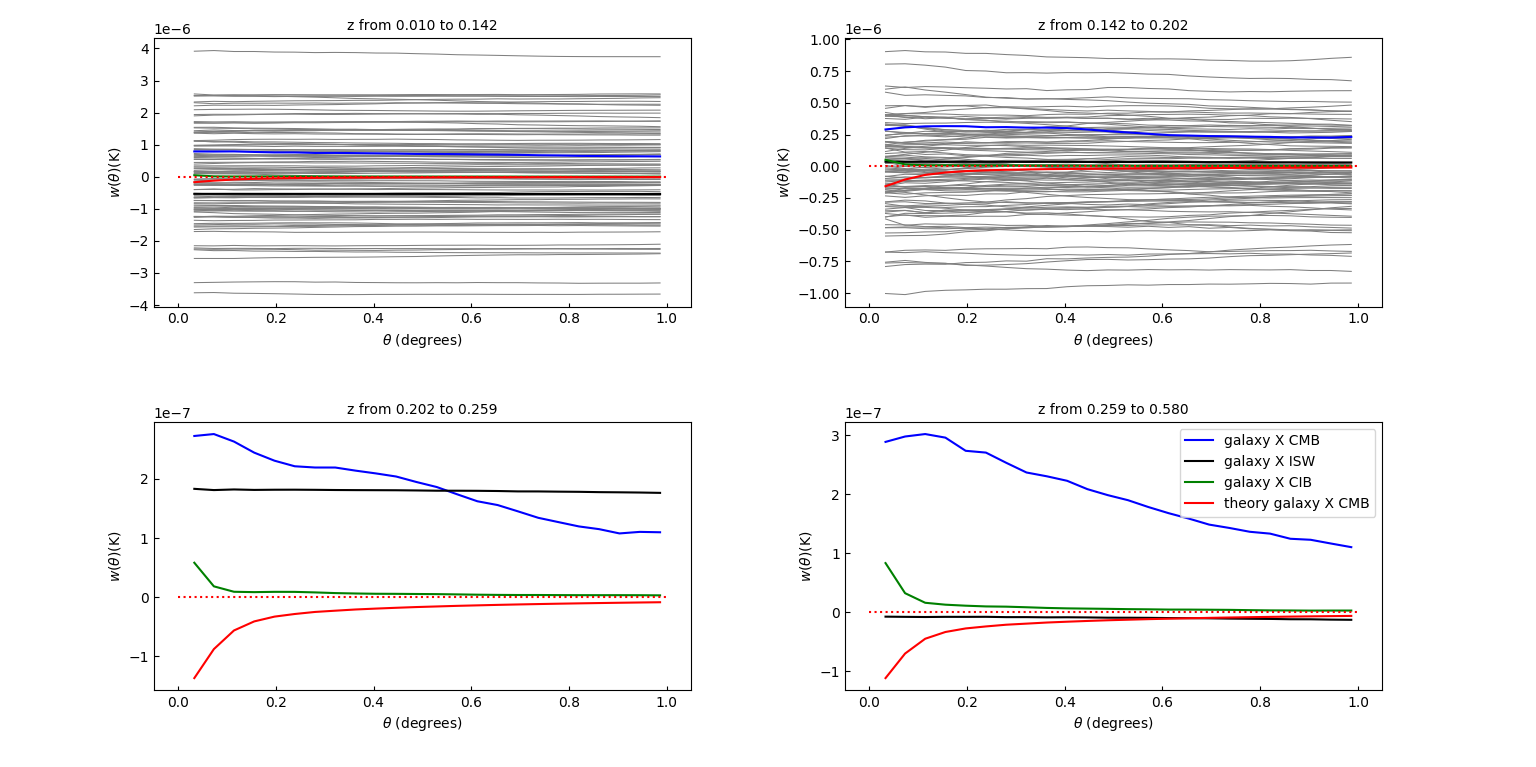 z from 0.010 to 0.142
1e−6
4
3
2
1
0
−1
−2
−3
−4
w(θ)(K)
0.0 0.2 0.4 0.6 0.8 1.0
θ (degrees)
z from 0.142 to 0.202
1e−6
1.00
0.75
0.50
0.25
0.00
−0.25
−0.50
−0.75
−1.00
w(θ)(K)
0.0 0.2 0.4 0.6 0.8 1.0
θ (degrees)
z from 0.202 to 0.259
1e−7
2
1
0
−1
w(θ)(K)
0.0 0.2 0.4 0.6 0.8 1.0
θ (degrees)
z from 0.259 to 0.580
1e−7
3
2
1
0
−1
w(θ)(K)
galaxy X CMB
galaxy X ISW
galaxy X CIB
theory galaxy X CMB
0.0 0.2 0.4 0.6 0.8 1.0
θ (degrees)